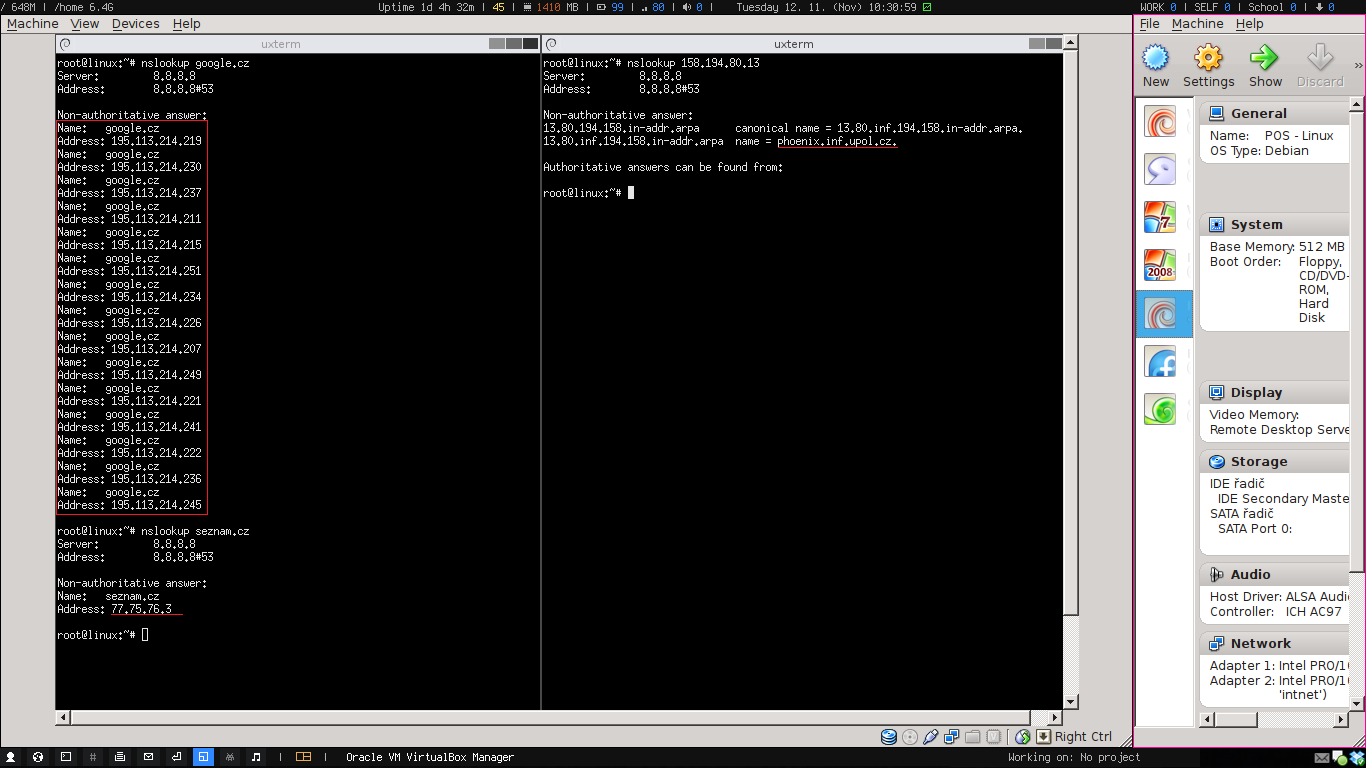 / 648M | /home 6.4G
Uptime 1d 4h 32m | 45 | 1410 MB | 99 | 80 | 0 | Tuesday 12. 11. (Nov) 10:30:59
WORK 0 | SELF 0 | School 0 | 0
Machine View Devices Help
uxterm
root@linux:~# nslookup google.cz
Server: 8.8.8.8
Address: 8.8.8.8#53
Non-authoritative answer:
Name: google.cz
Address: 195.113.214.219
Name: google.cz
Address: 195.113.214.230
Name: google.cz
Address: 195.113.214.237
Name: google.cz
Address: 195.113.214.211
Name: google.cz
Address: 195.113.214.215
Name: google.cz
Address: 195.113.214.251
Name: google.cz
Address: 195.113.214.234
Name: google.cz
Address: 195.113.214.226
Name: google.cz
Address: 195.113.214.207
Name: google.cz
Address: 195.113.214.249
Name: google.cz
Address: 195.113.214.221
Name: google.cz
Address: 195.113.214.241
Name: google.cz
Address: 195.113.214.222
Name: google.cz
Address: 195.113.214.236
Name: google.cz
Address: 195.113.214.245
root@linux:~# nslookup seznam.cz
Server: 8.8.8.8
Address: 8.8.8.8#53
Non-authoritative answer:
Name: seznam.cz
Address: 77.75.76.3
root@linux:~#
uxterm
root@linux:~# nslookup 158.194.80.13
Server: 8.8.8.8
Address: 8.8.8.8#53
Non-authoritative answer:
13.80.194.158.in-addr.arpa canonical name = 13.80.inf.194.158.in-addr.arpa.
13.80.inf.194.158.in-addr.arpa name = phoenix.inf.upol.cz.
Authoritative answers can be found from:
root@linux:~#
Right Ctrl
File Machine Help
New Settings Show Discard
7
2008
General
Name: POS - Linux
OS Type: Debian
System
Base Memory: 512 MB
Boot Order: Floppy,
CD/DVD-
ROM,
Hard
Disk
Display
Video Memory:
Remote Desktop Serve
Storage
IDE řadič
IDE Secondary Maste
SATA řadič
SATA Port 0:
Audio
Host Driver: ALSA Audi
Controller: ICH AC97
Network
Adapter 1: Intel PRO/10
Adapter 2: Intel PRO/10
'intnet')
Oracle VM VirtualBox Manager
Working on: No project